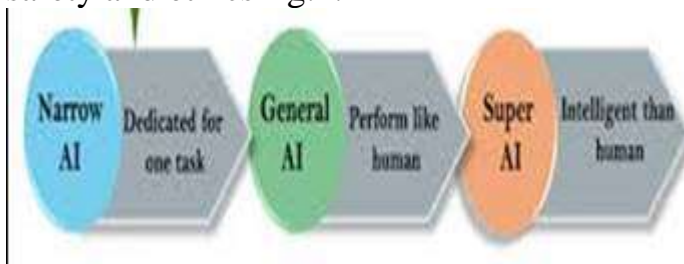 Narrow
AI
Dedicated for
one task
General
AI
Perform like
human
Super
AI
Intelligent than
human